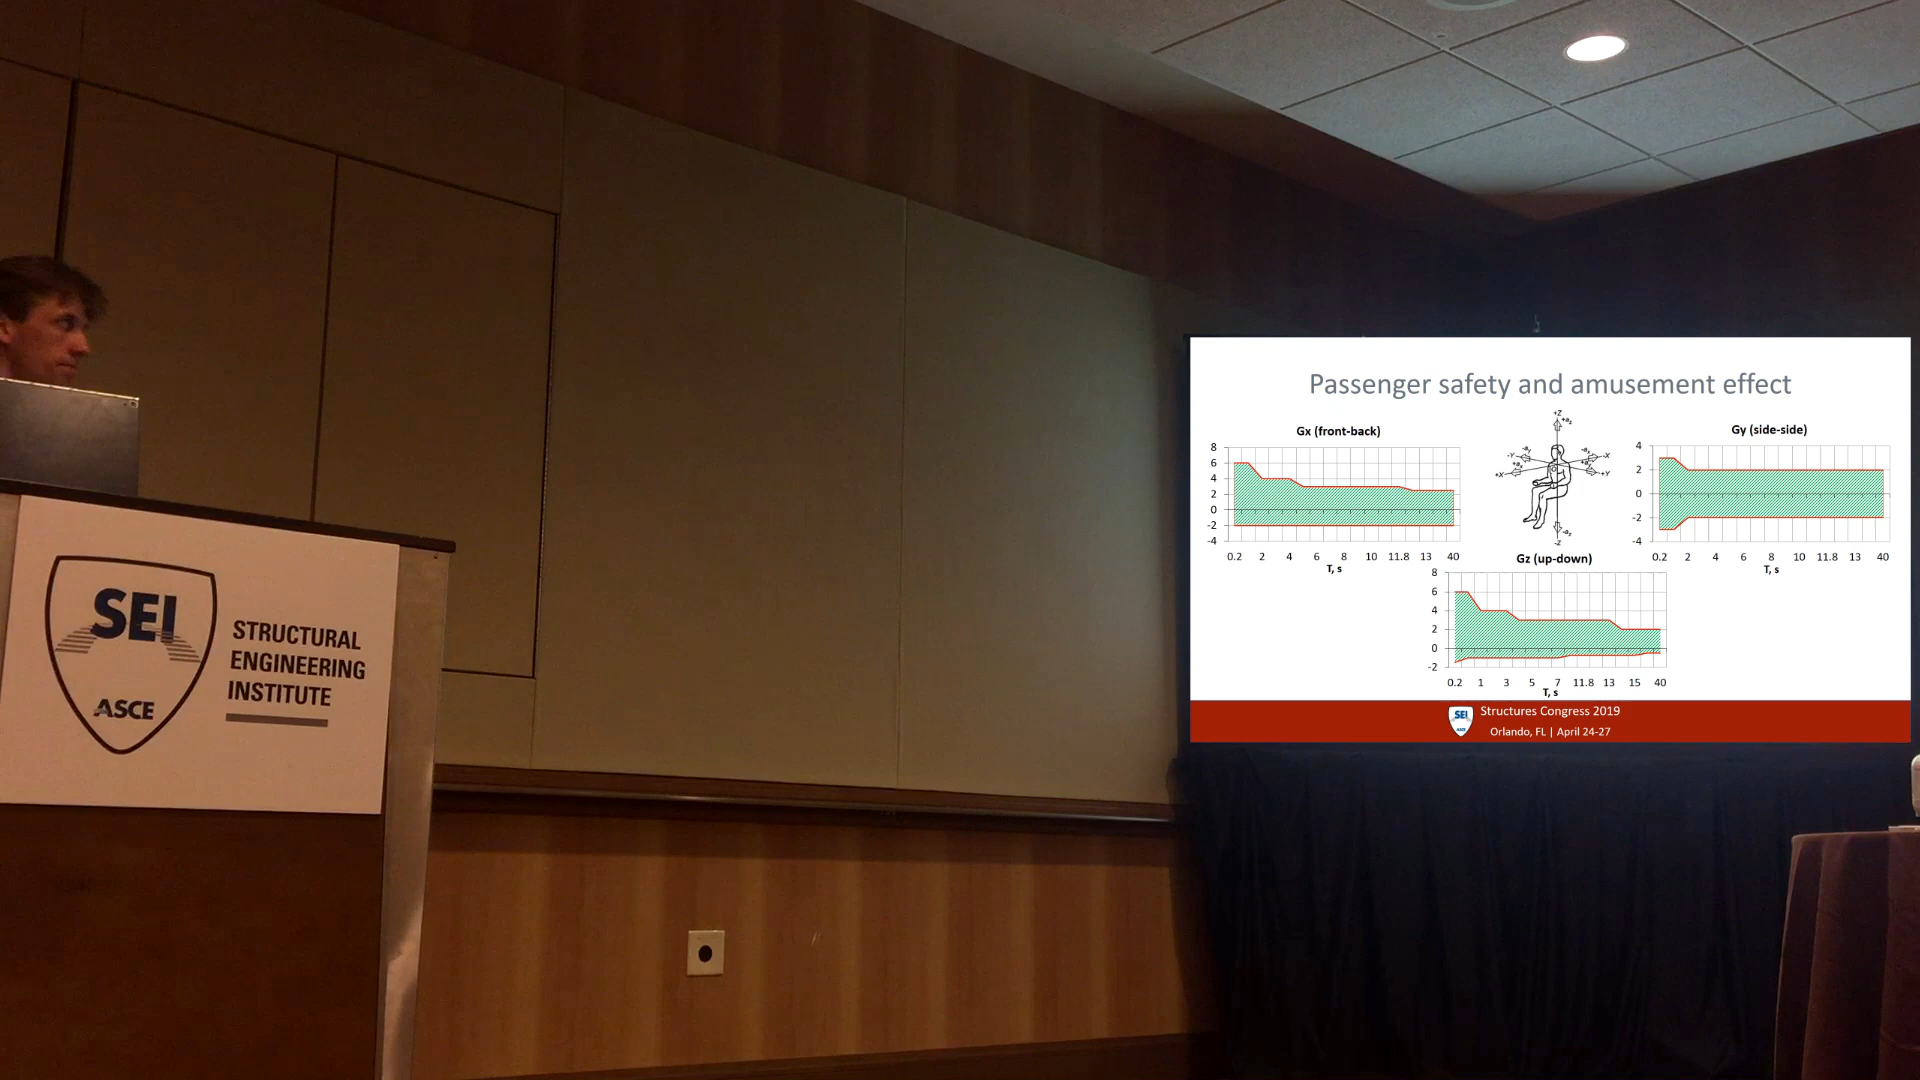 SEI
ASCE
STRUCTURAL
ENGINEERING
INSTITUTE
Passenger safety and amusement effect
Gx (front-back)
8
6
4
2
0
-2
-4
0.2 2 4 6 8 10 11.8 13 40
T, s
+Z
+az
-Y
-X
+X
+Y
-az
-Z
Gy (side-side)
4
2
0
-2
-4
0.2 2 4 6 8 10 11.8 13 40
T, s
Gz (up-down)
8
6
4
2
0
-2
0.2 1 3 5 7 11.8 13 15 40
T, s
SEI
ASCE
Structures Congress 2019
Orlando, FL | April 24-27